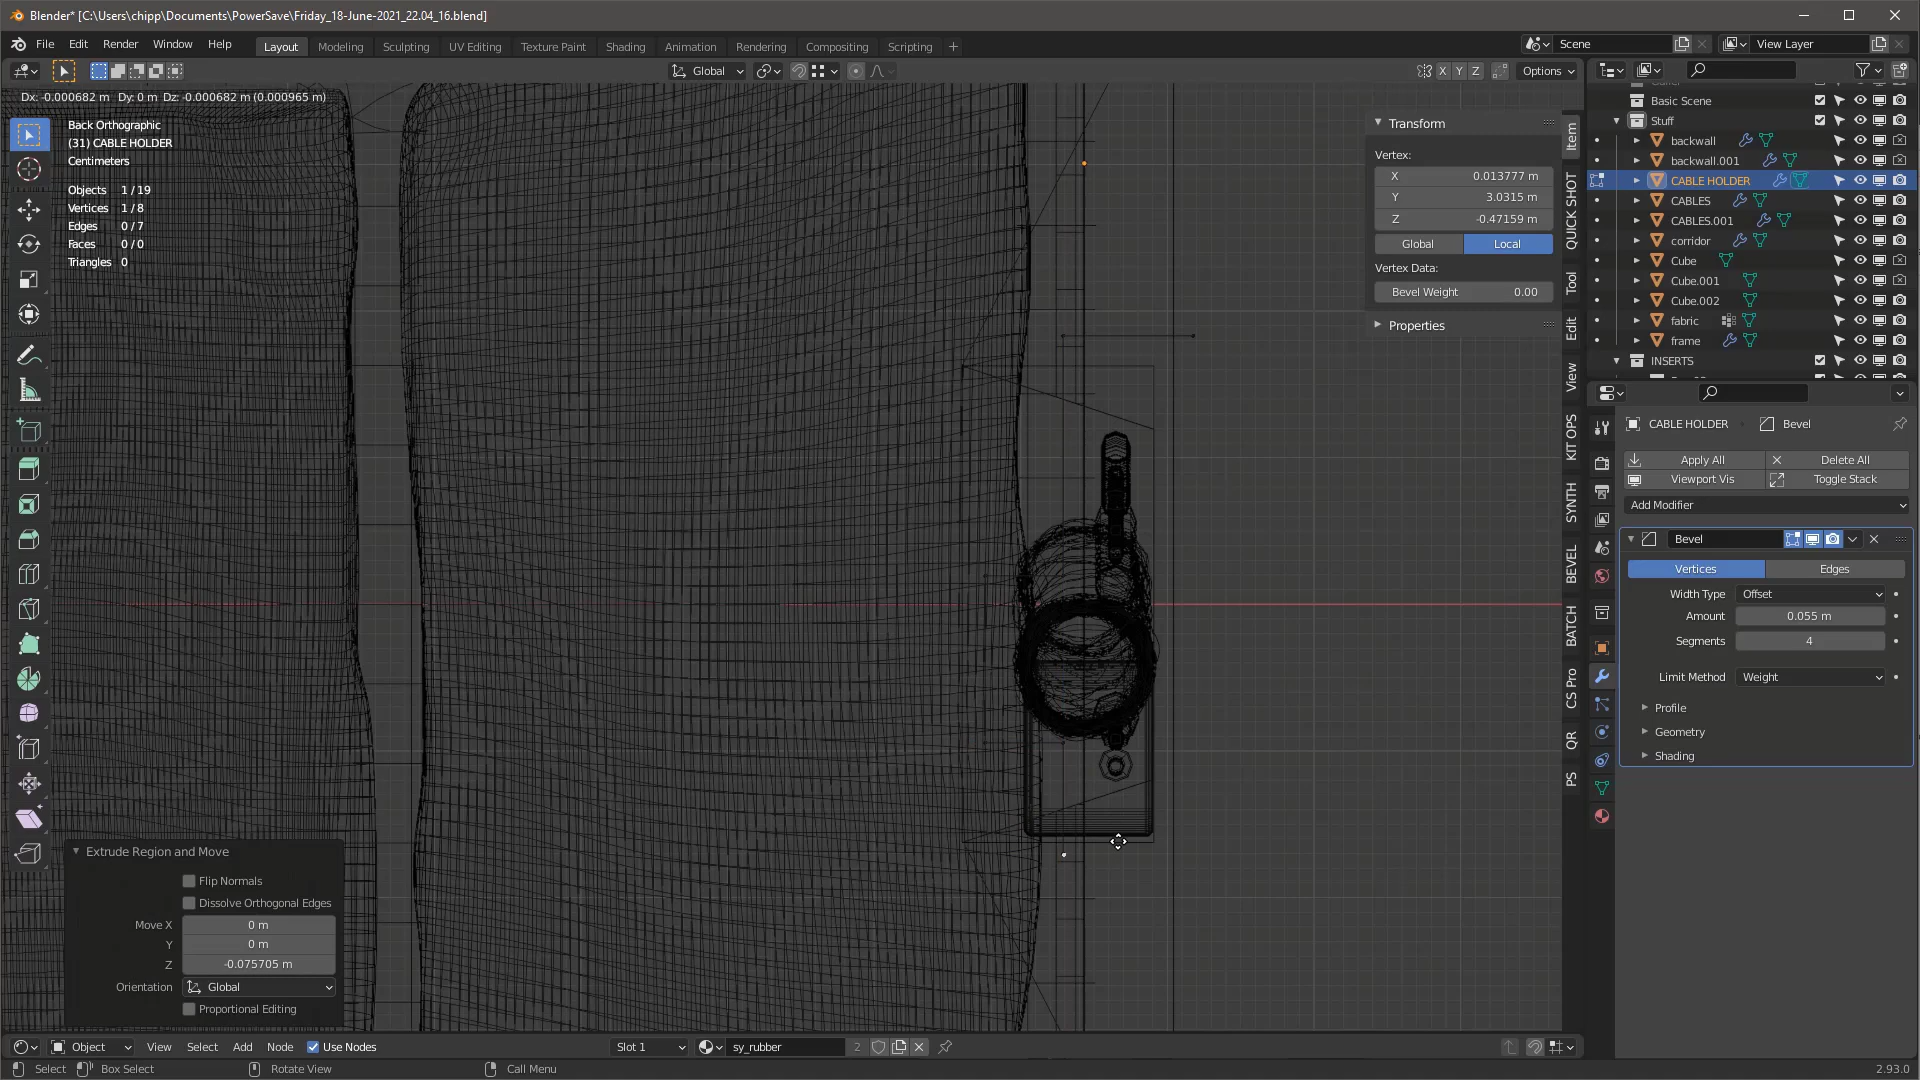 Blender* [C:\Users\chipp\Documents\PowerSave\Friday_18-June-2021_22.04_16.blend]
File Edit Render Window Help Layout Modeling Sculpting UV Editing Texture Paint Shading Animation Rendering Compositing Scripting + Scene View Layer
Global X Y Z Options
Dx: -0.000682 m Dy: 0 m Dz: -0.000682 m (0.000965 m)
Back Orthographic
(31) CABLE HOLDER
Centimeters
Objects 1 / 19
Vertices 1 / 8
Edges 0 / 7
Faces 0 / 0
Triangles 0
Transform
Vertex:
X 0.013777 m
Y 3.0315 m
Z -0.47159 m
Global Local
Vertex Data:
Bevel Weight 0.00
Properties
Item
QUICK SHOT
Tool
Edit
View
KIT OPS
SYNTH
BEVEL
BATCH
CS Pro
QR
PS
Basic Scene
Stuff
backwall
backwall.001
CABLE HOLDER
CABLES
CABLES.001
corridor
Cube
Cube.001
Cube.002
fabric
frame
INSERTS
CABLE HOLDER Bevel
Apply All Delete All
Viewport Vis Toggle Stack
Add Modifier
Bevel
Vertices Edges
Width Type Offset
Amount 0.055 m
Segments 4
Limit Method Weight
Profile
Geometry
Shading
Extrude Region and Move
Flip Normals
Dissolve Orthogonal Edges
Move X 0 m
Y 0 m
Z -0.075705 m
Orientation Global
Proportional Editing
Object View Select Add Node Use Nodes Slot 1 sy_rubber 2
Select Box Select Rotate View Call Menu 2.93.0